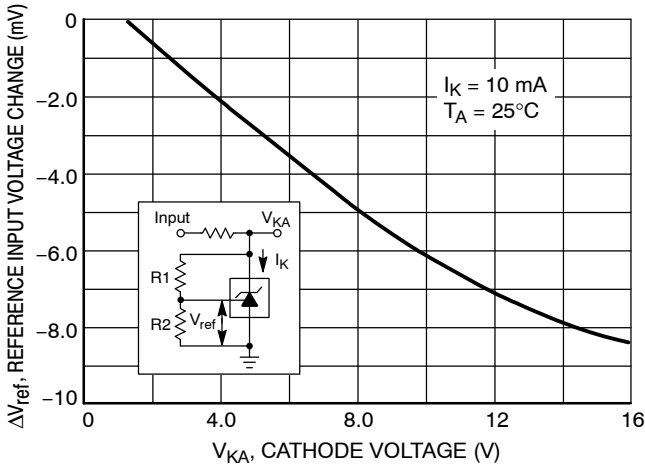 ΔVref, REFERENCE INPUT VOLTAGE CHANGE (mV)
0
−2.0
−4.0
−6.0
−8.0
−10
IK = 10 mA
TA = 25°C
Input
VKA
IK
R1
R2
Vref
0
4.0
8.0
12
16
VKA, CATHODE VOLTAGE (V)